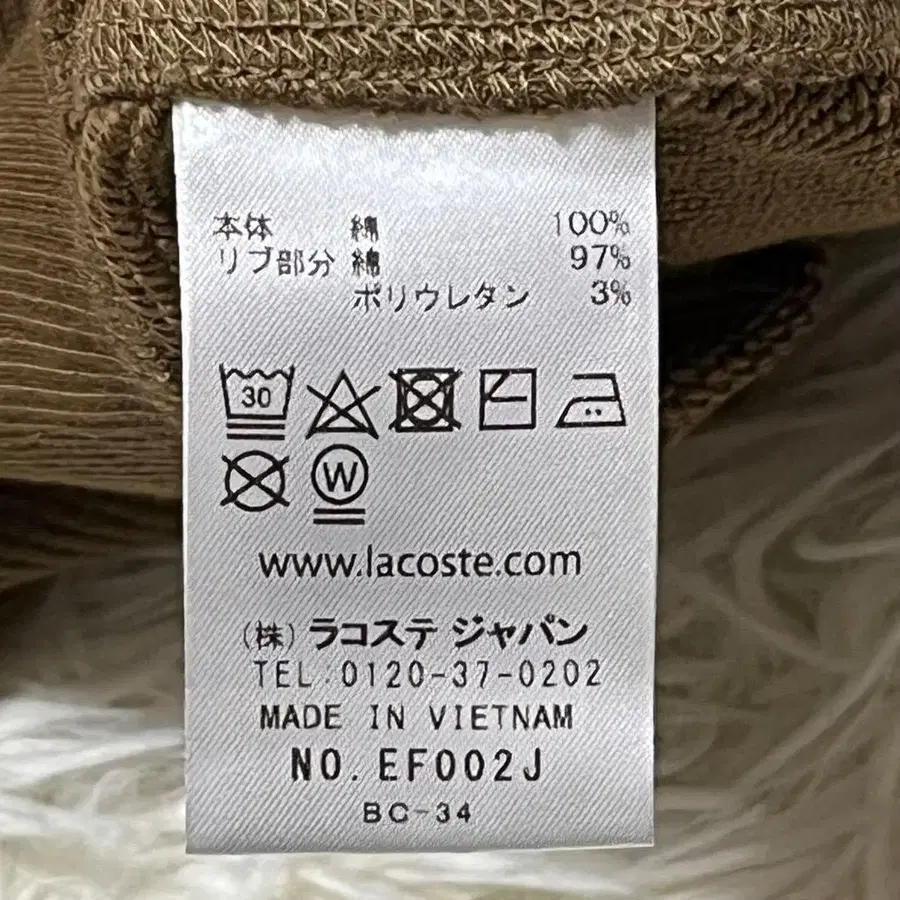 本体 綿 100%
リブ部分 綿 97%
ポリウレタン 3%
30
W
www.lacoste.com
(株) ラコステ ジャパン
TEL:0120-37-0202
MADE IN VIETNAM
NO. EF002J
BC-34